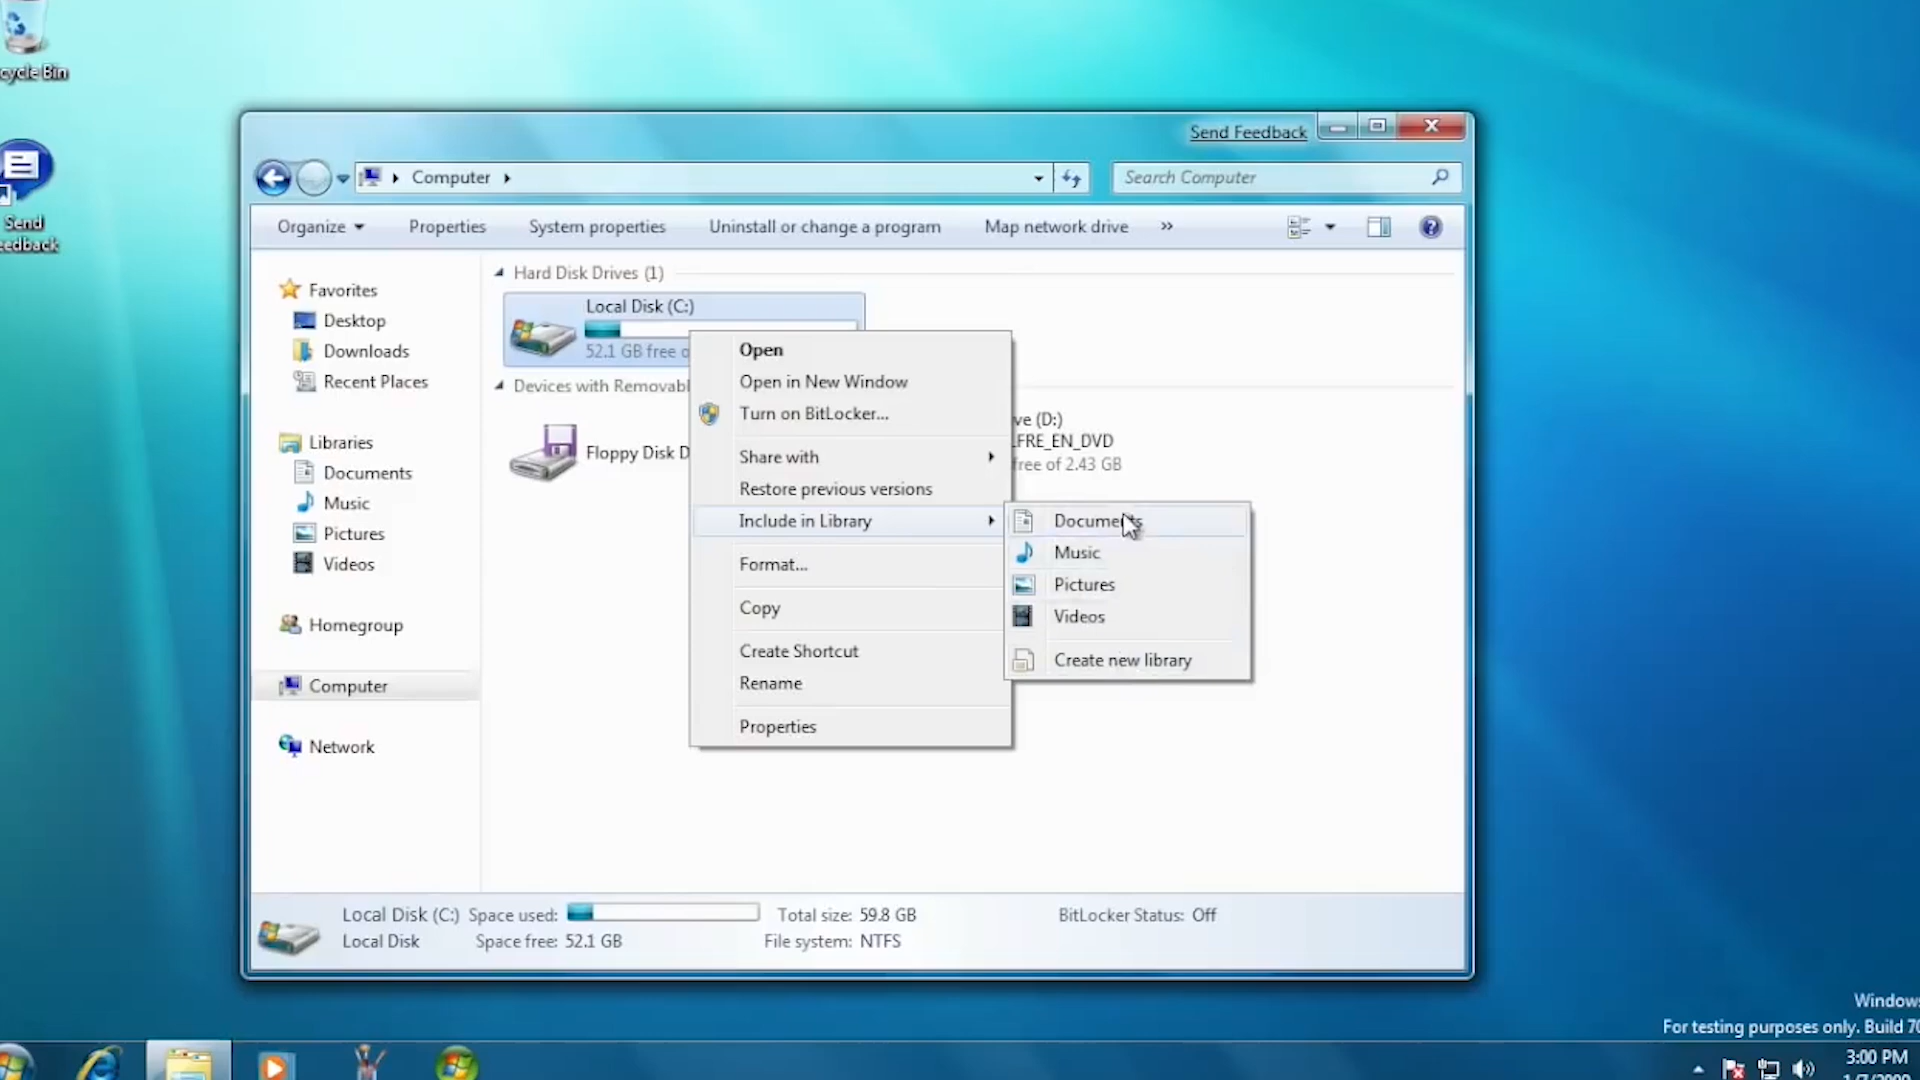 cycle Bin
Send
eedback
Send Feedback
Computer
Search Computer
Organize
Properties
System properties
Uninstall or change a program
Map network drive
»
Favorites
Desktop
Downloads
Recent Places
Libraries
Documents
Music
Pictures
Videos
Homegroup
Computer
Network
Hard Disk Drives (1)
Local Disk (C:)
52.1 GB free o
Devices with Removabl
Floppy Disk D
ve (D:)
LFRE_EN_DVD
free of 2.43 GB
Open
Open in New Window
Turn on BitLocker...
Share with
Restore previous versions
Include in Library
Format...
Copy
Create Shortcut
Rename
Properties
Documents
Music
Pictures
Videos
Create new library
Local Disk (C:) Space used: Total size: 59.8 GB BitLocker Status: Off
Local Disk Space free: 52.1 GB File system: NTFS
Windows
For testing purposes only. Build 70
3:00 PM